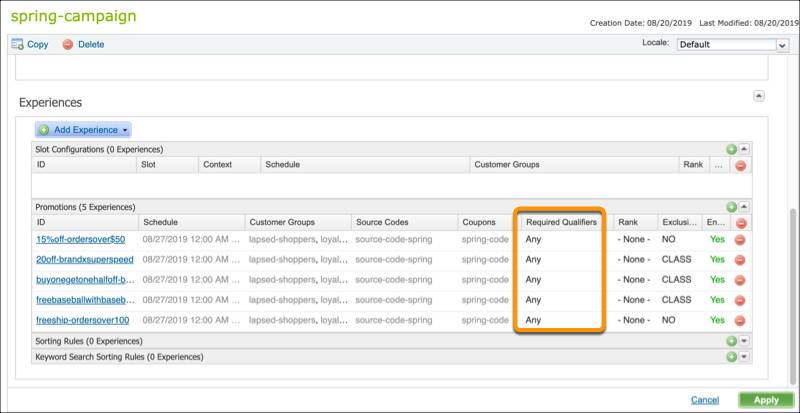 spring-campaign
Creation Date: 08/20/2019 Last Modified: 08/20/2019
Copy Delete Locale: Default
Experiences
Add Experience
Slot Configurations (0 Experiences)
ID Slot Context Schedule Customer Groups Rank ...
Promotions (5 Experiences)
ID Schedule Customer Groups Source Codes Coupons Required Qualifiers Rank Exclusi... En...
15%off-ordersover$50 08/27/2019 12:00 AM ... lapsed-shoppers, loyal... source-code-spring spring-code Any - None - NO Yes
20off-brandxsuperspeed 08/27/2019 12:00 AM ... lapsed-shoppers, loyal... source-code-spring spring-code Any - None - CLASS Yes
buyonegetonehalfoff-b... 08/27/2019 12:00 AM ... lapsed-shoppers, loyal... source-code-spring spring-code Any - None - CLASS Yes
freebaseballwithbaseb... 08/27/2019 12:00 AM ... lapsed-shoppers, loyal... source-code-spring spring-code Any - None - CLASS Yes
freeship-ordersover100 08/27/2019 12:00 AM ... lapsed-shoppers, loyal... source-code-spring spring-code Any - None - NO Yes
Sorting Rules (0 Experiences)
Keyword Search Sorting Rules (0 Experiences)
Cancel Apply